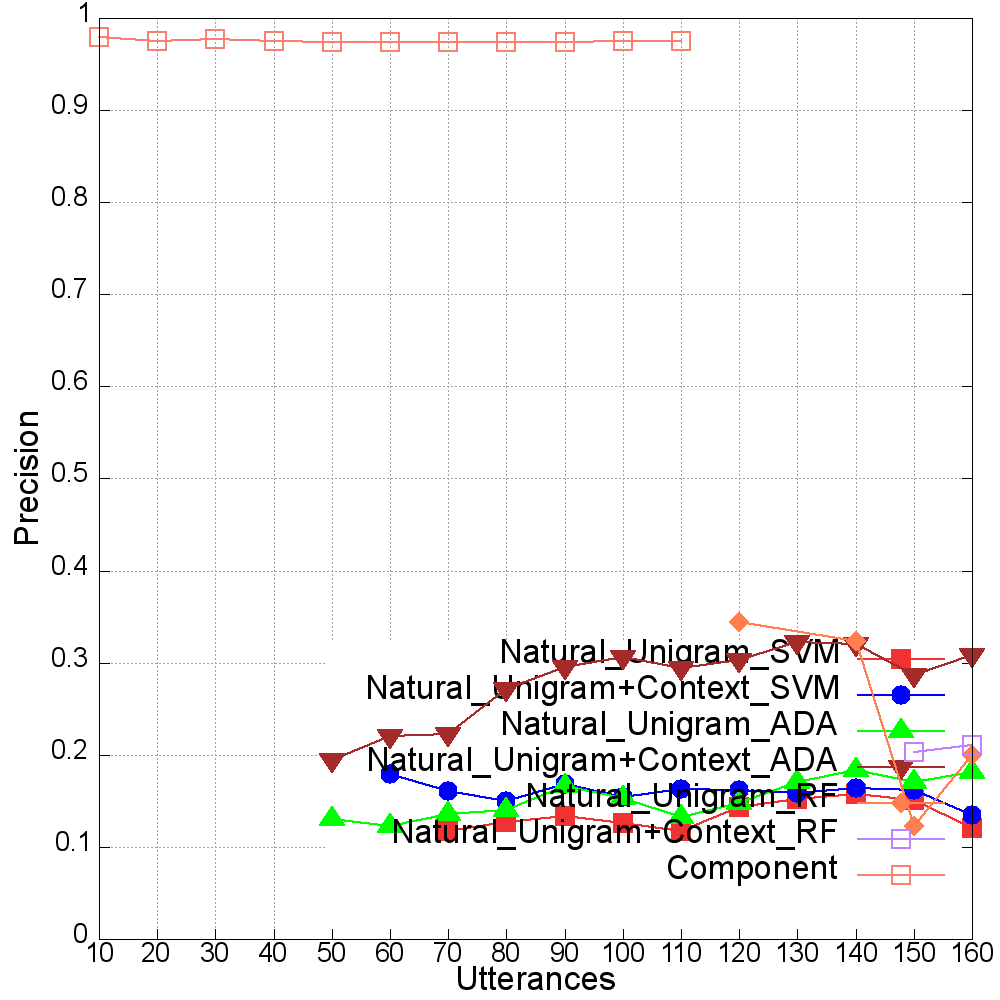 1
0.9
0.8
0.7
0.6
0.5
0.4
0.3
0.2
0.1
0
Precision
Natural_Unigram_SVM
Natural_Unigram+Context_SVM
Natural_Unigram_ADA
Natural_Unigram+Context_ADA
Natural_Unigram_RF
Natural_Unigram+Context_RF
Component
10 20 30 40 50 60 70 80 90 100 110 120 130 140 150 160
Utterances